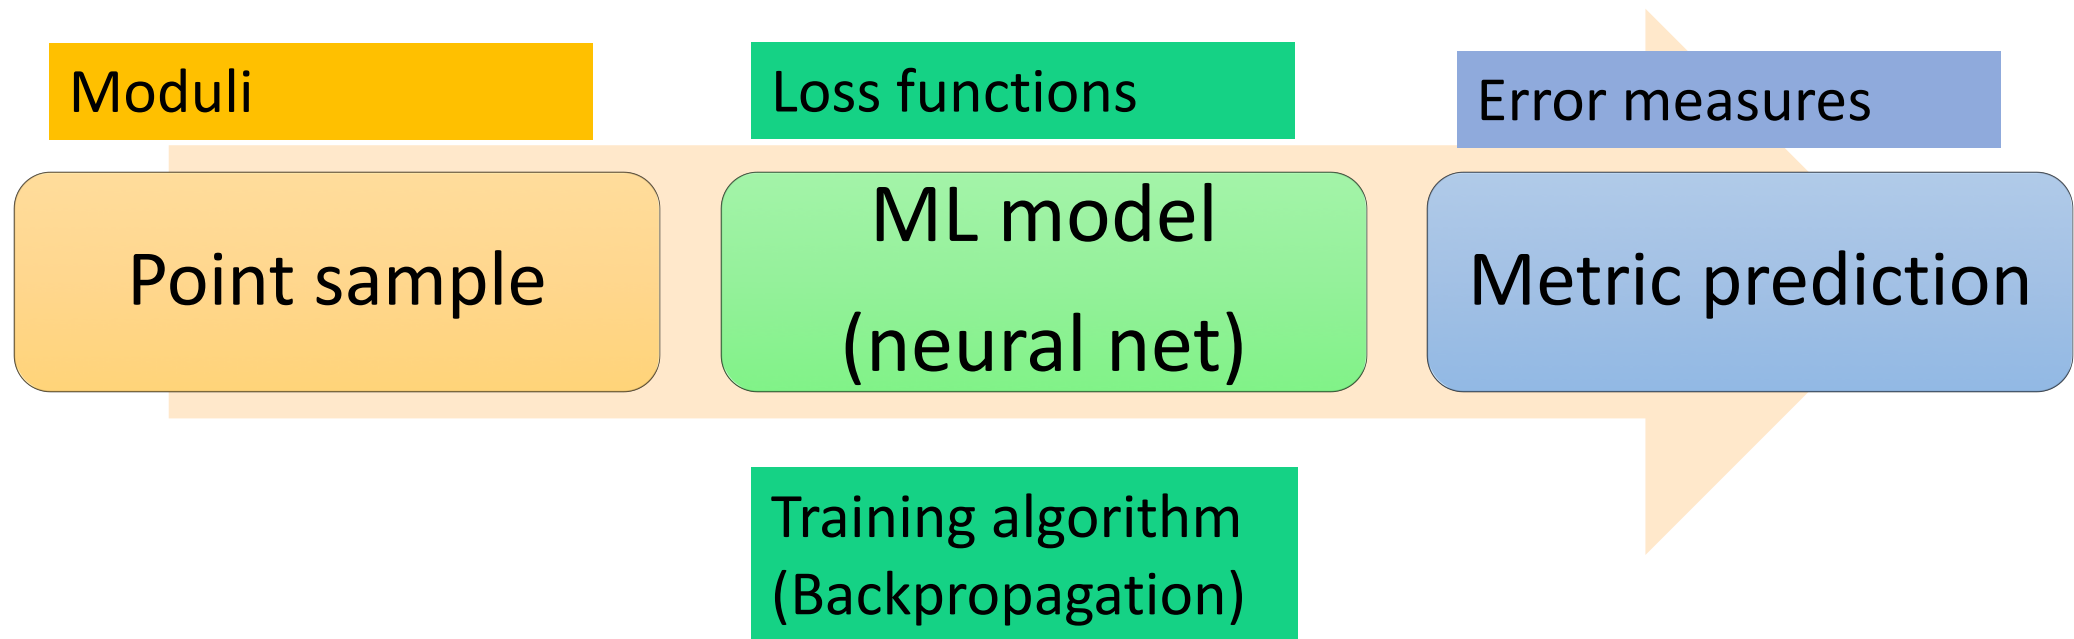 Moduli
Loss functions
Error measures
Point sample
ML model
(neural net)
Metric prediction
Training algorithm
(Backpropagation)